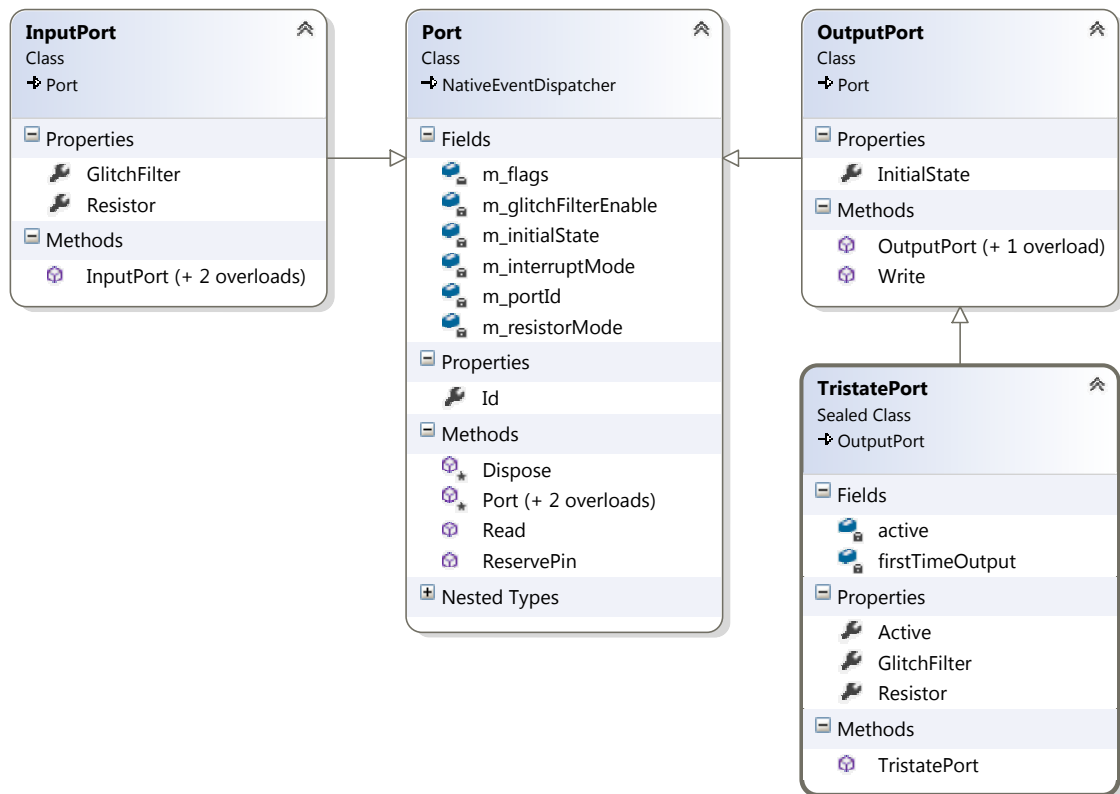 InputPort
Class
Port
Properties
GlitchFilter
Resistor
Methods
InputPort (+ 2 overloads)
Port
Class
NativeEventDispatcher
Fields
m_flags
m_glitchFilterEnable
m_initialState
m_interruptMode
m_portId
m_resistorMode
Properties
Id
Methods
Dispose
Port (+ 2 overloads)
Read
ReservePin
Nested Types
OutputPort
Class
Port
Properties
InitialState
Methods
OutputPort (+ 1 overload)
Write
TristatePort
Sealed Class
OutputPort
Fields
active
firstTimeOutput
Properties
Active
GlitchFilter
Resistor
Methods
TristatePort